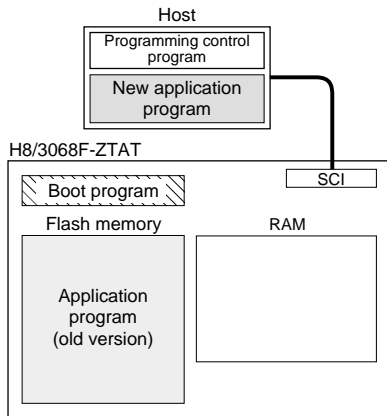 Host
Programming control
program
New application
program
H8/3068F-ZTAT
SCI
Boot program
Flash memory
RAM
Application
program
(old version)